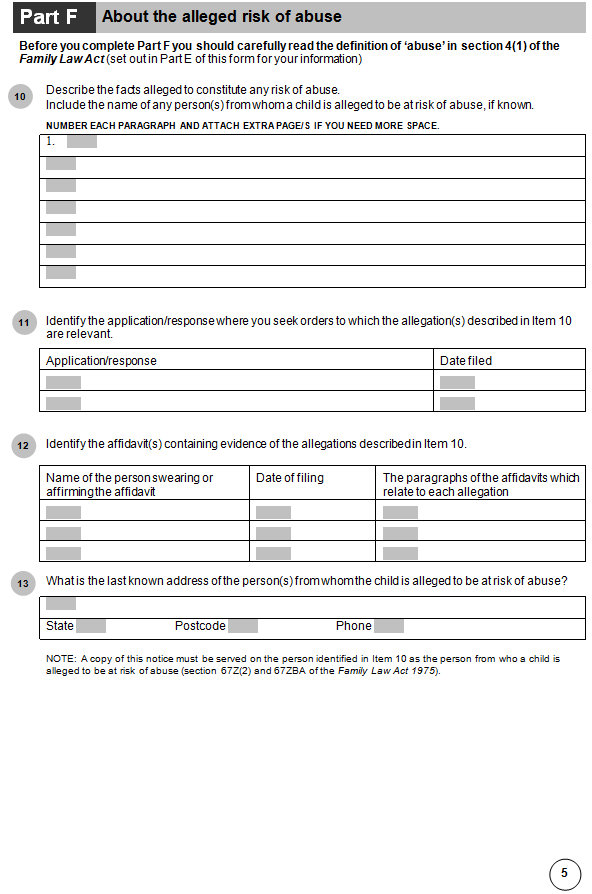 Part F About the alleged risk of abuse
Before you complete Part F you should carefully read the definition of ‘abuse’ in section 4(1) of the
Family Law Act (set out in Part E of this form for your information)
10 Describe the facts alleged to constitute any risk of abuse.
Include the name of any person(s) from whom a child is alleged to be at risk of abuse, if known.
NUMBER EACH PARAGRAPH AND ATTACH EXTRA PAGE/S IF YOU NEED MORE SPACE.
1.
11 Identify the application/response where you seek orders to which the allegation(s) described in Item 10
are relevant.
Application/response Date filed
12 Identify the affidavit(s) containing evidence of the allegations described in Item 10.
Name of the person swearing or affirming the affidavit Date of filing The paragraphs of the affidavits which relate to each allegation
13 What is the last known address of the person(s) from whom the child is alleged to be at risk of abuse?
State Postcode Phone
NOTE: A copy of this notice must be served on the person identified in Item 10 as the person from who a child is
alleged to be at risk of abuse (section 67Z(2) and 67ZBA of the Family Law Act 1975).
5